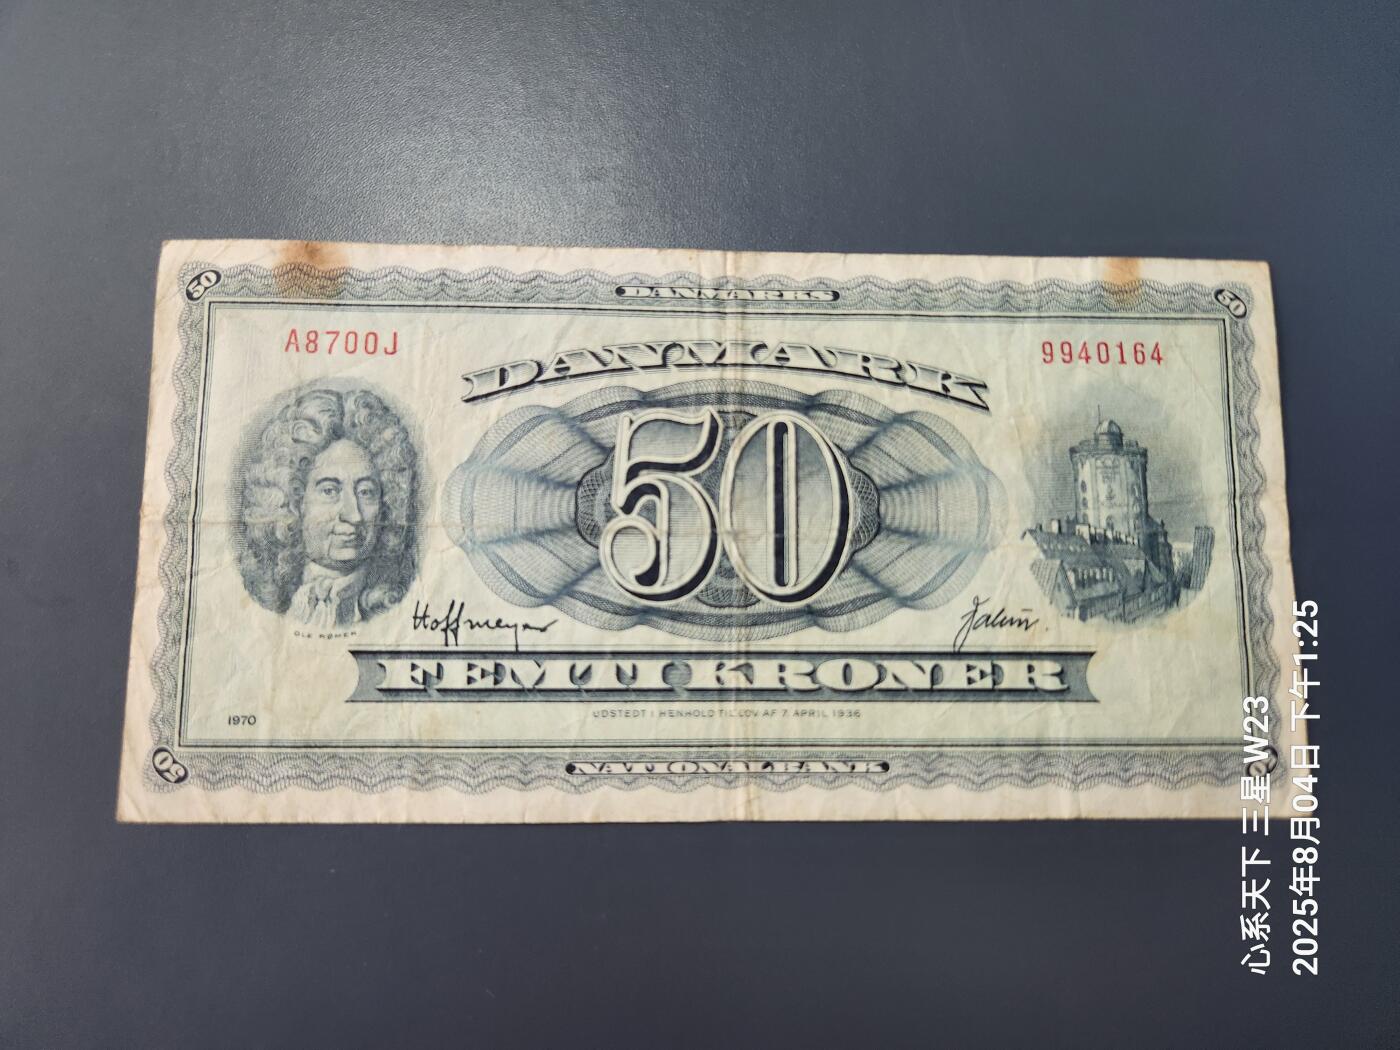 50
DANMARKS
50
A8700J
9940164
DANMARK
50
OLE RØMER
Hoffmeyer
FEMTI KRONER
1970
UDSTEDT I HENHOLD TIL LOV AF 7. APRIL 1936
50
NATIONALBANK
心系天下 三星 W23
2025年8月04日 下午1:25